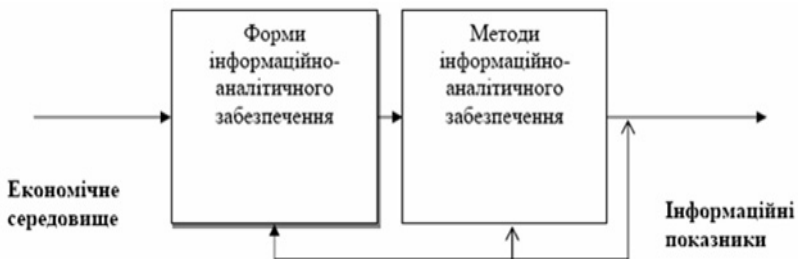 Форми
інформаційно-
аналітичного
забезпечення
Методи
інформаційно-
аналітичного
забезпечення
Економічне
середовище
Інформаційні
показники